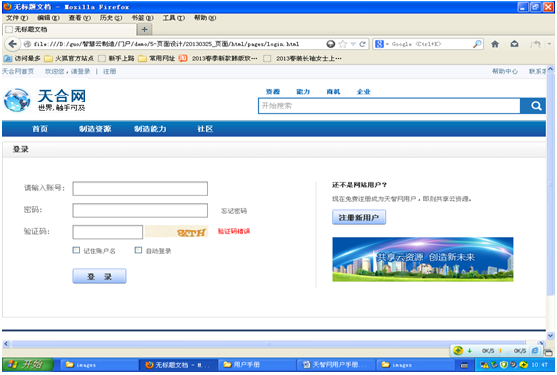 无标题文档 - Mozilla Firefox
文件(F) 编辑(E) 查看(V) 历史(S) 书签(B) 工具(T) 帮助(H)
无标题文档 +
file:///D:/guo/智慧云制造/门户/demo/5-页面设计/20130325_页面/html/pages/login.html Google (Ctrl+K)
访问最多 火狐官方站点 新手上路 常用网址 2013春季新款韩版欧… 2013春装长袖女士上衣…
天合网首页 欢迎您，请登录 | 注册 帮助中心 联系我
天合网
世界,触手可及
资源 能力 商机 企业
开始搜索
首页 制造资源 制造能力 社区
登录
请输入账号:
密码: 忘记密码
验证码: 验证码错误
记住账户名 自动登录
登 录
还不是网站用户?
现在免费注册成为天智网用户，即刻共享云资源。
注册新用户
共享云资源 创造新未来
0K/S 0K/S
开始 images 无标题文档 - M... 用户手册 天智网用户手册... images 10:47